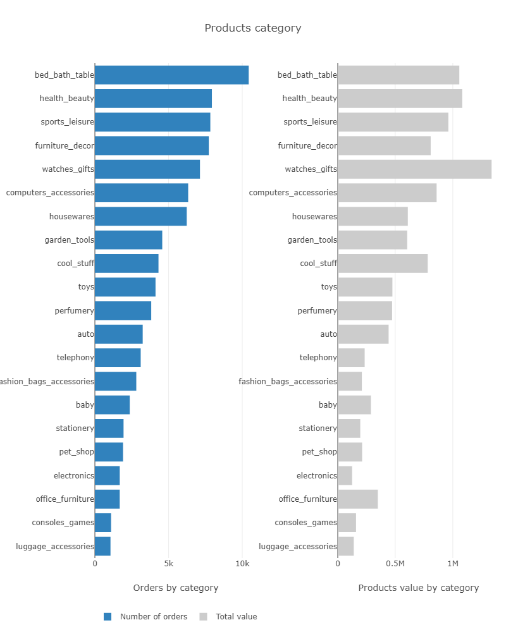 Products category
bed_bath_table
health_beauty
sports_leisure
furniture_decor
watches_gifts
computers_accessories
housewares
garden_tools
cool_stuff
toys
perfumery
auto
telephony
ashion_bags_accessories
baby
stationery
pet_shop
electronics
office_furniture
consoles_games
luggage_accessories
0 5k 10k
Orders by category
bed_bath_table
health_beauty
sports_leisure
furniture_decor
watches_gifts
computers_accessories
housewares
garden_tools
cool_stuff
toys
perfumery
auto
telephony
fashion_bags_accessories
baby
stationery
pet_shop
electronics
office_furniture
consoles_games
luggage_accessories
0 0.5M 1M
Products value by category
Number of orders Total value